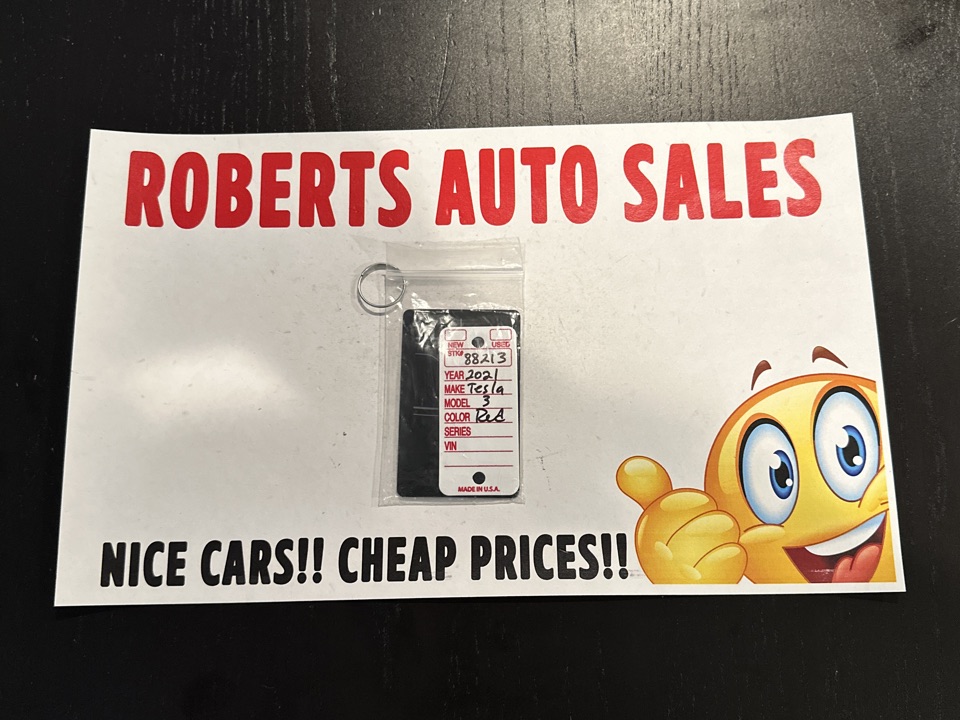 ROBERTS AUTO SALES
NEW USED
STK# 88213
YEAR 2021
MAKE Tesla
MODEL 3
COLOR Red
SERIES
VIN
MADE IN U.S.A.
NICE CARS!! CHEAP PRICES!!